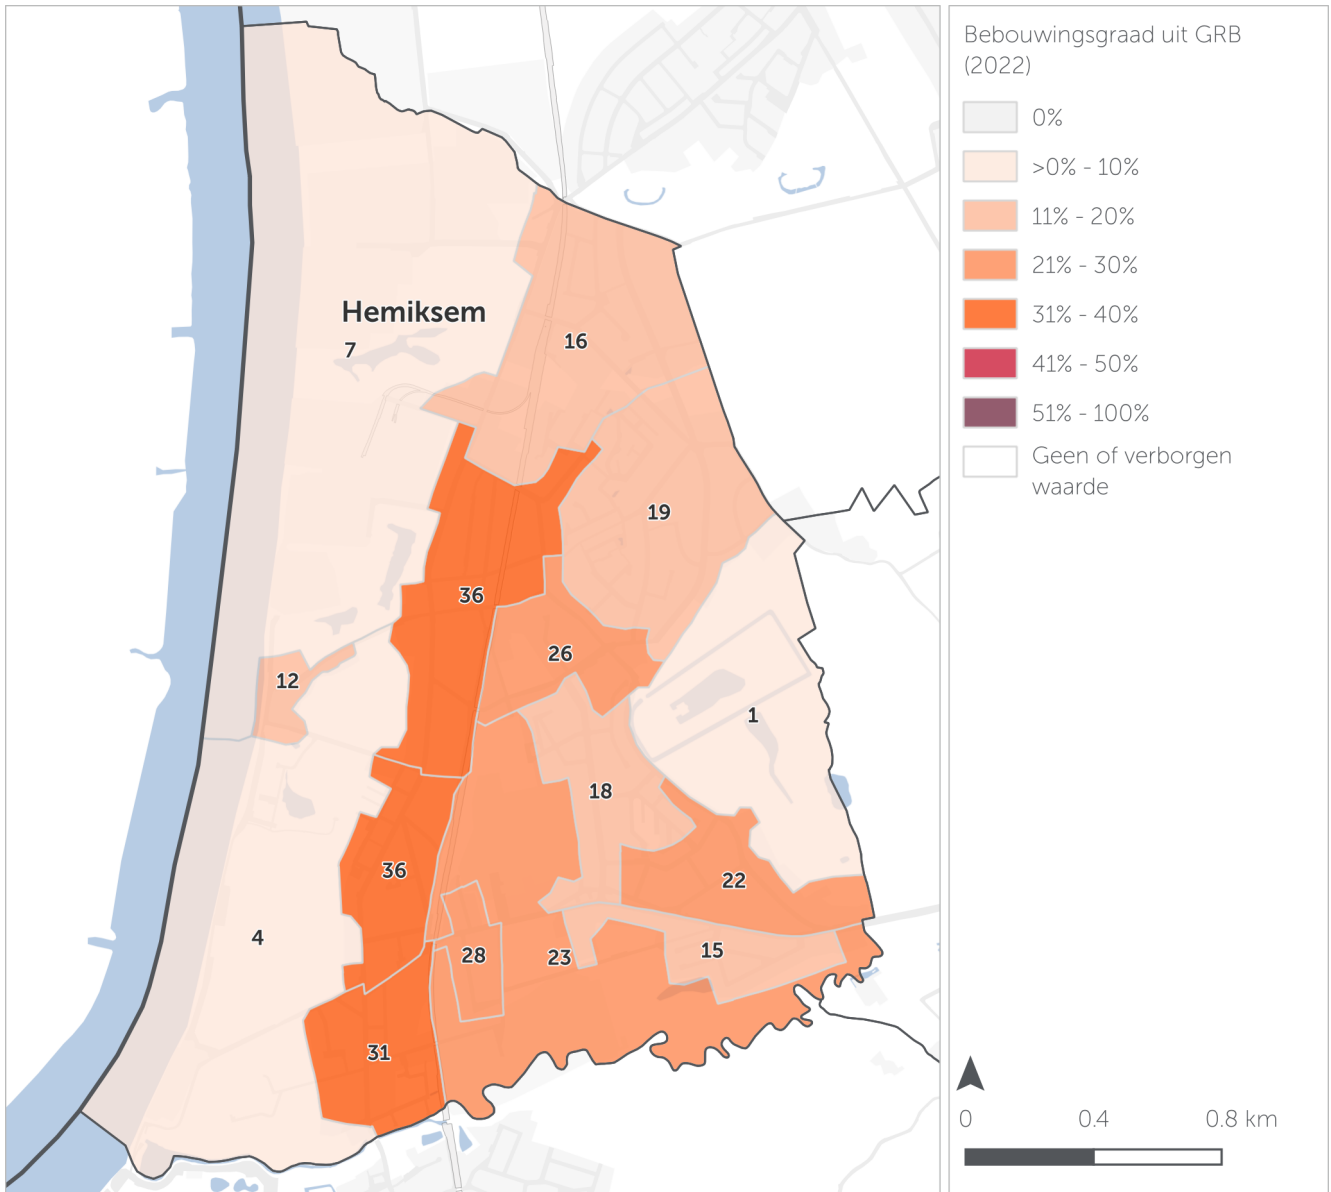 Hemiksem
7
16
19
36
26
12
1
18
36
22
4
28
23
15
31
Bebouwingsgraad uit GRB
(2022)
0%
>0% - 10%
11% - 20%
21% - 30%
31% - 40%
41% - 50%
51% - 100%
Geen of verborgen
waarde
0 0.4 0.8 km